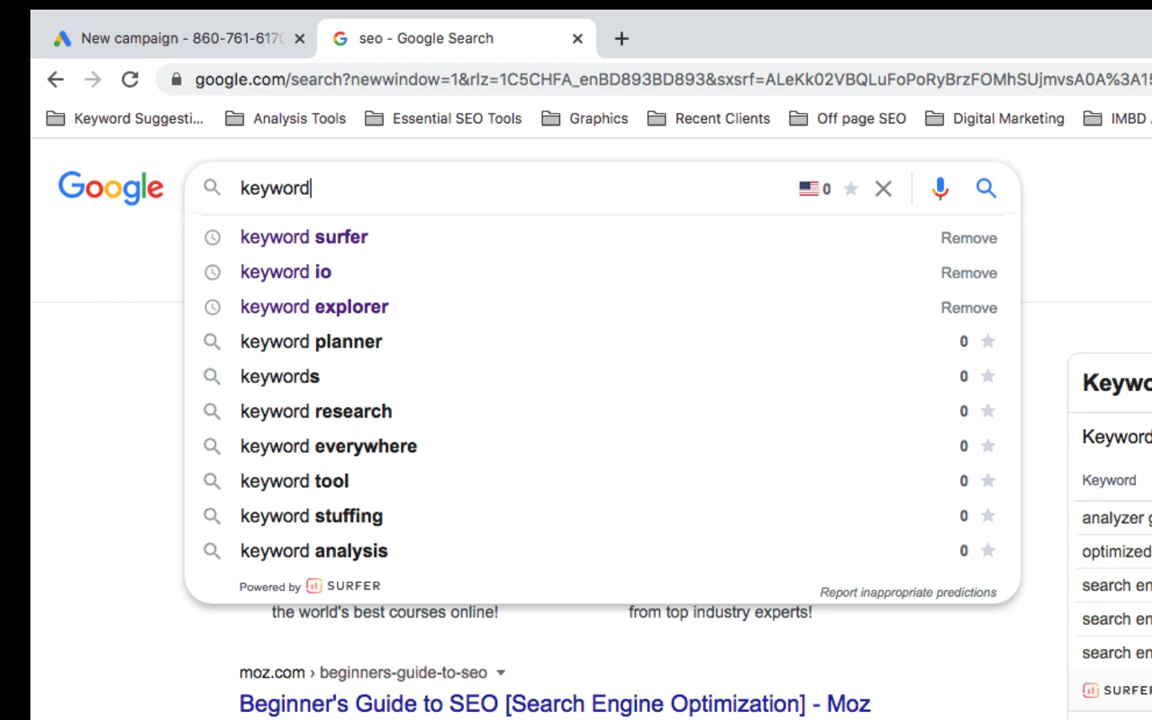 New campaign - 860-761-6170
seo - Google Search
google.com/search?newwindow=1&rlz=1C5CHFA_enBD893BD893&sxsrf=ALeKk02VBQLuFoPoRyBrzFOMhSUjmvsA0A%3A15
Keyword Suggesti... Analysis Tools Essential SEO Tools Graphics Recent Clients Off page SEO Digital Marketing IMBD
Google
keyword 0
keyword surfer Remove
keyword io Remove
keyword explorer Remove
keyword planner 0
keywords 0
keyword research 0
keyword everywhere 0
keyword tool 0
keyword stuffing 0
keyword analysis 0
Powered by SURFER
Report inappropriate predictions
the world's best courses online!
from top industry experts!
moz.com › beginners-guide-to-seo
Beginner's Guide to SEO [Search Engine Optimization] - Moz
Keywo
Keyword
Keyword
analyzer g
optimized
search en
search en
search en
SURFER